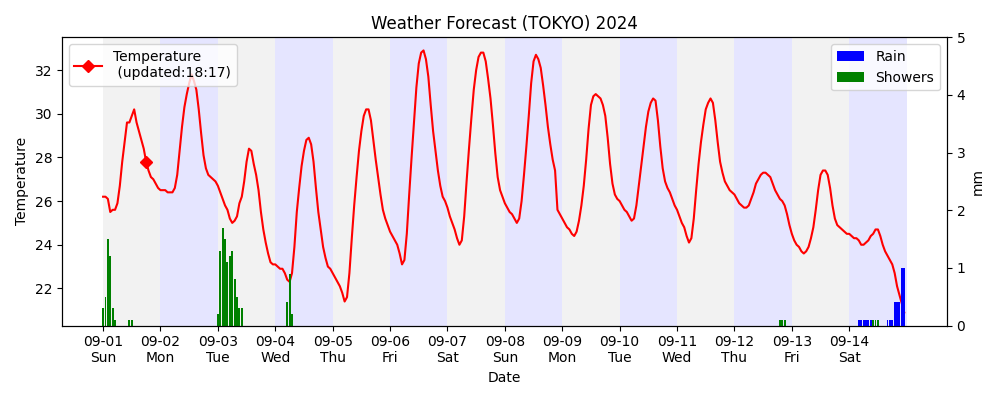 Weather Forecast (TOKYO) 2024
Temperature
(updated:18:17)
Rain
Showers
Temperature
32
30
28
26
24
22
5
4
3
2
1
0
mm
09-01 09-02 09-03 09-04 09-05 09-06 09-07 09-08 09-09 09-10 09-11 09-12 09-13 09-14
Sun Mon Tue Wed Thu Fri Sat Sun Mon Tue Wed Thu Fri Sat
Date